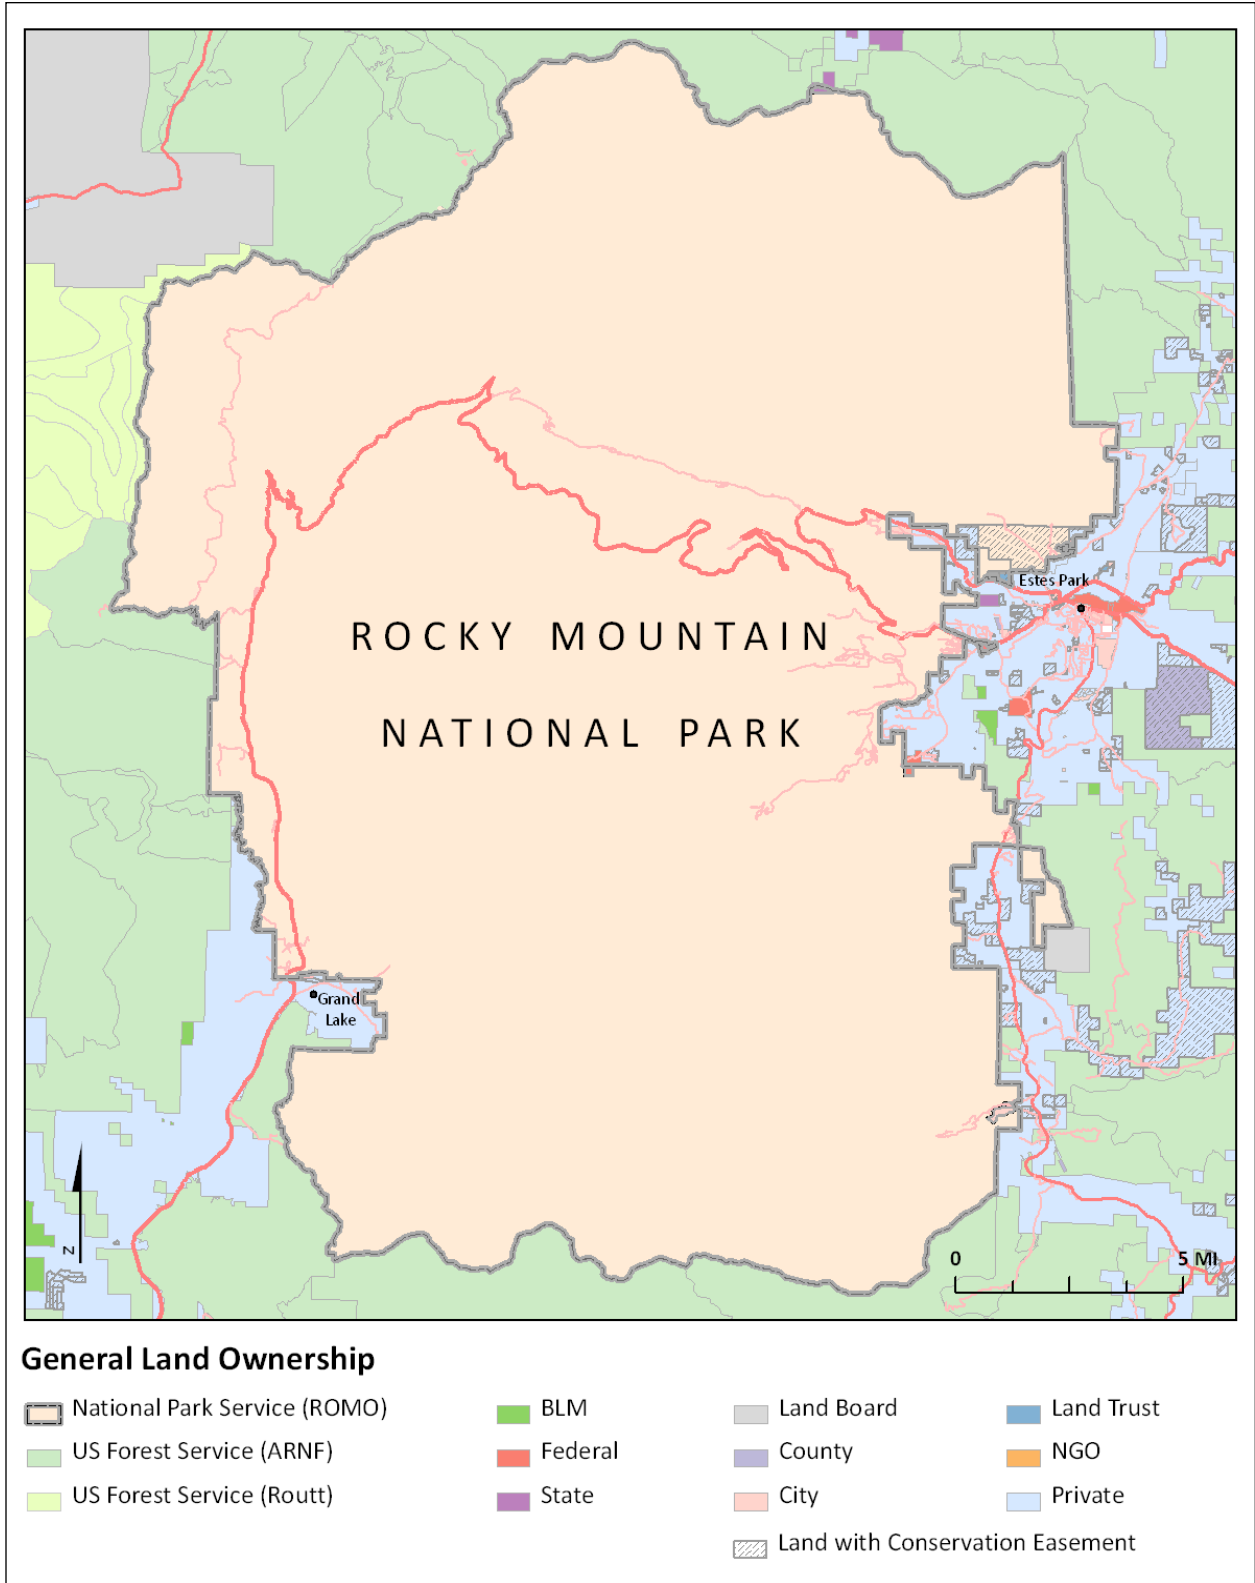 Estes Park
ROCKY MOUNTAIN
NATIONAL PARK
Grand
Lake
N
0
5 MI
General Land Ownership
National Park Service (ROMO)
BLM
Land Board
Land Trust
US Forest Service (ARNF)
Federal
County
NGO
US Forest Service (Routt)
State
City
Private
Land with Conservation Easement